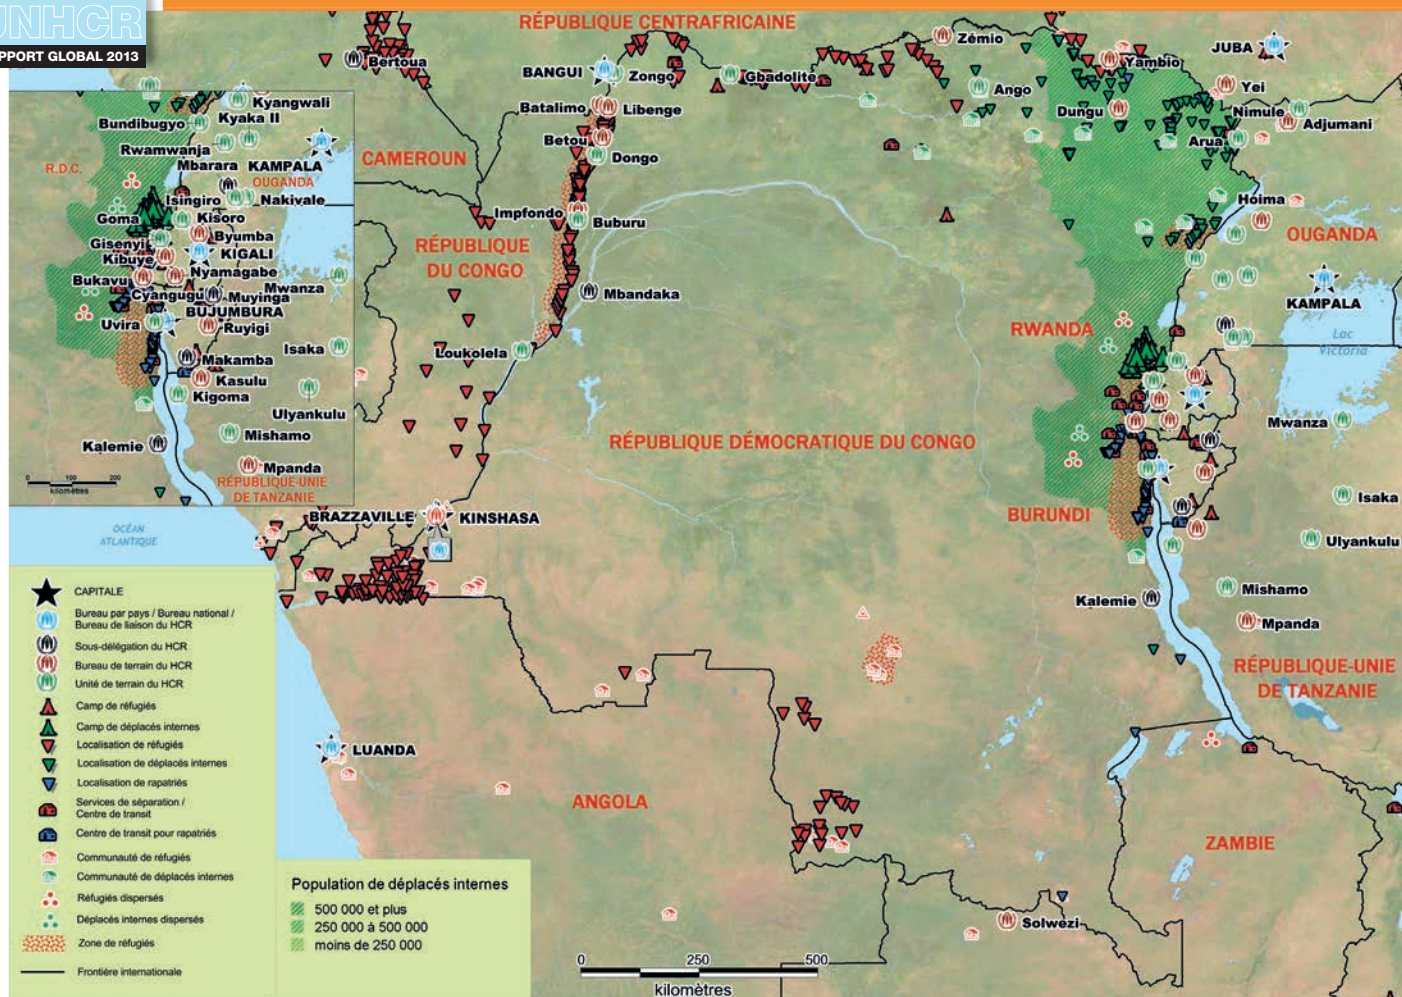 UNHCR
PPORT GLOBAL 2013
RÉPUBLIQUE CENTRAFRICAINE
Bertoua
BANGUI
Zongo
Gbadolite
Zémio
Yambio
JUBA
Ango
Dungu
Yei
Nimule
Adjumani
Arua
Batalimo
Libenge
Betou
Dongo
CAMEROUN
Impfondo
Buburu
RÉPUBLIQUE
DU CONGO
Mbandaka
Loukolela
Hoima
OUGANDA
KAMPALA
Lac
Victoria
RWANDA
RÉPUBLIQUE DÉMOCRATIQUE DU CONGO
Mwanza
BURUNDI
Isaka
Ulyankulu
Mishamo
Kalemie
Mpanda
RÉPUBLIQUE-UNIE
DE TANZANIE
BRAZZAVILLE
KINSHASA
LUANDA
ANGOLA
ZAMBIE
Solwezi
OCÉAN
ATLANTIQUE
Kyangwali
Bundibugyo
Kyaka II
Rwamwanja
Mbarara
KAMPALA
R.D.C.
OUGANDA
Isingiro
Nakivale
Goma
Kisoro
Gisenyi
Byumba
Kibuye
KIGALI
Bukavu
Nyamagabe
Mwanza
Cyangugu
Muyinga
BUJUMBURA
Uvira
Ruyigi
Isaka
Makamba
Kasulu
Kigoma
Ulyankulu
Mishamo
Kalemie
Mpanda
RÉPUBLIQUE-UNIE
DE TANZANIE
0 100 200
kilomètres
CAPITALE
Bureau par pays / Bureau national /
Bureau de liaison du HCR
Sous-délégation du HCR
Bureau de terrain du HCR
Unité de terrain du HCR
Camp de réfugiés
Camp de déplacés internes
Localisation de réfugiés
Localisation de déplacés internes
Localisation de rapatriés
Services de séparation /
Centre de transit
Centre de transit pour rapatriés
Communauté de réfugiés
Communauté de déplacés internes
Réfugiés dispersés
Déplacés internes dispersés
Zone de réfugiés
Frontière internationale
Population de déplacés internes
500 000 et plus
250 000 à 500 000
moins de 250 000
0 250 500
kilomètres